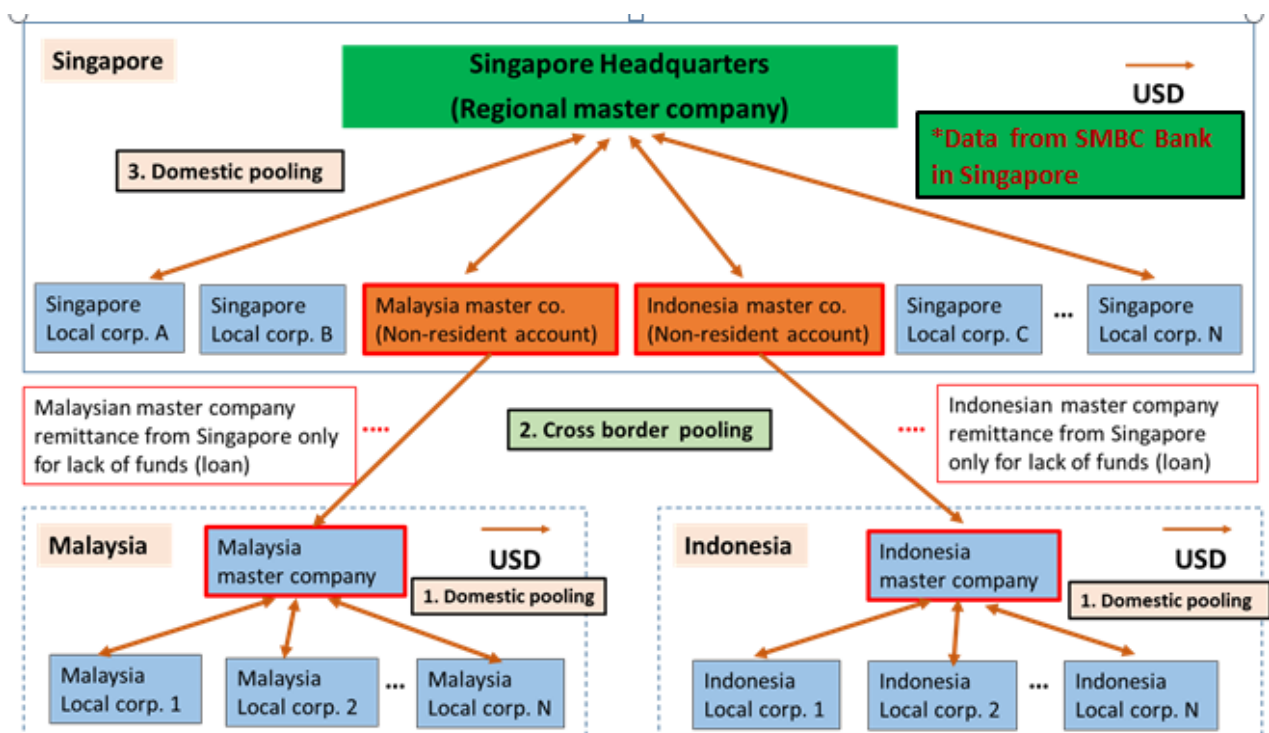 Singapore
Singapore Headquarters
(Regional master company)
USD
*Data from SMBC Bank
in Singapore
3. Domestic pooling
Singapore
Local corp. A
Singapore
Local corp. B
Malaysia master co.
(Non-resident account)
Indonesia master co.
(Non-resident account)
Singapore
Local corp. C
...
Singapore
Local corp. N
Malaysian master company
remittance from Singapore only
for lack of funds (loan)
....
2. Cross border pooling
....
Indonesian master company
remittance from Singapore
only for lack of funds (loan)
Malaysia
Malaysia
master company
USD
1. Domestic pooling
Malaysia
Local corp. 1
Malaysia
Local corp. 2
...
Malaysia
Local corp. N
Indonesia
Indonesia
master company
USD
1. Domestic pooling
Indonesia
Local corp. 1
Indonesia
Local corp. 2
...
Indonesia
Local corp. N